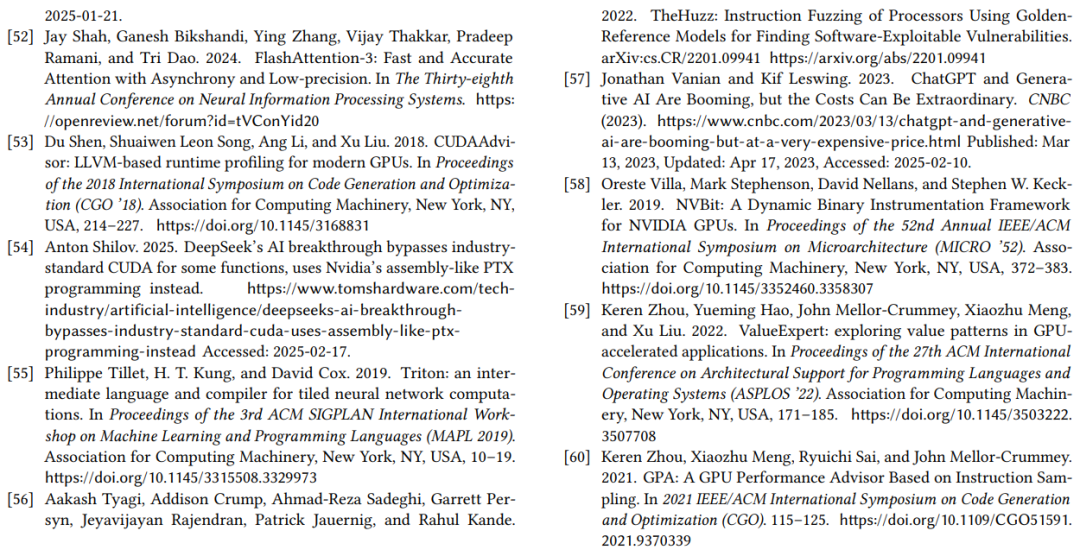 2025-01-21.
[52] Jay Shah, Ganesh Bikshandi, Ying Zhang, Vijay Thakkar, Pradeep
Ramani, and Tri Dao. 2024. FlashAttention-3: Fast and Accurate
Attention with Asynchrony and Low-precision. In The Thirty-eighth
Annual Conference on Neural Information Processing Systems. https:
//openreview.net/forum?id=tVConYid20
[53] Du Shen, Shuaiwen Leon Song, Ang Li, and Xu Liu. 2018. CUDAAdvi-
sor: LLVM-based runtime profiling for modern GPUs. In Proceedings
of the 2018 International Symposium on Code Generation and Optimiza-
tion (CGO ’18). Association for Computing Machinery, New York, NY,
USA, 214–227. https://doi.org/10.1145/3168831
[54] Anton Shilov. 2025. DeepSeek’s AI breakthrough bypasses industry-
standard CUDA for some functions, uses Nvidia’s assembly-like PTX
programming instead. https://www.tomshardware.com/tech-
industry/artificial-intelligence/deepseeks-ai-breakthrough-
bypasses-industry-standard-cuda-uses-assembly-like-ptx-
programming-instead Accessed: 2025-02-17.
[55] Philippe Tillet, H. T. Kung, and David Cox. 2019. Triton: an inter-
mediate language and compiler for tiled neural network computa-
tions. In Proceedings of the 3rd ACM SIGPLAN International Work-
shop on Machine Learning and Programming Languages (MAPL 2019).
Association for Computing Machinery, New York, NY, USA, 10–19.
https://doi.org/10.1145/3315508.3329973
[56] Aakash Tyagi, Addison Crump, Ahmad-Reza Sadeghi, Garrett Per-
syn, Jeyavijayan Rajendran, Patrick Jauernig, and Rahul Kande.
2022. TheHuzz: Instruction Fuzzing of Processors Using Golden-
Reference Models for Finding Software-Exploitable Vulnerabilities.
arXiv:cs.CR/2201.09941 https://arxiv.org/abs/2201.09941
[57] Jonathan Vanian and Kif Leswing. 2023. ChatGPT and Genera-
tive AI Are Booming, but the Costs Can Be Extraordinary. CNBC
(2023). https://www.cnbc.com/2023/03/13/chatgpt-and-generative-
ai-are-booming-but-at-a-very-expensive-price.html Published: Mar
13, 2023, Updated: Apr 17, 2023, Accessed: 2025-02-10.
[58] Oreste Villa, Mark Stephenson, David Nellans, and Stephen W. Keck-
ler. 2019. NVBit: A Dynamic Binary Instrumentation Framework
for NVIDIA GPUs. In Proceedings of the 52nd Annual IEEE/ACM
International Symposium on Microarchitecture (MICRO ’52). Asso-
ciation for Computing Machinery, New York, NY, USA, 372–383.
https://doi.org/10.1145/3352460.3358307
[59] Keren Zhou, Yueming Hao, John Mellor-Crummey, Xiaozhu Meng,
and Xu Liu. 2022. ValueExpert: exploring value patterns in GPU-
accelerated applications. In Proceedings of the 27th ACM International
Conference on Architectural Support for Programming Languages and
Operating Systems (ASPLOS ’22). Association for Computing Machin-
ery, New York, NY, USA, 171–185. https://doi.org/10.1145/3503222.
3507708
[60] Keren Zhou, Xiaozhu Meng, Ryuichi Sai, and John Mellor-Crummey.
2021. GPA: A GPU Performance Advisor Based on Instruction Sam-
pling. In 2021 IEEE/ACM International Symposium on Code Generation
and Optimization (CGO). 115–125. https://doi.org/10.1109/CGO51591.
2021.9370339